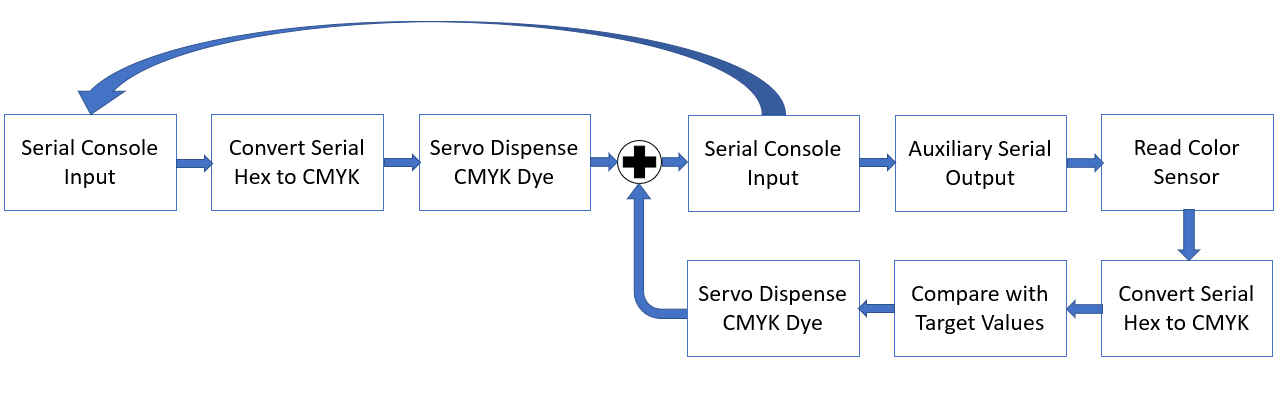 Serial Console
Input
Convert Serial
Hex to CMYK
Servo Dispense
CMYK Dye
Serial Console
Input
Auxiliary Serial
Output
Read Color
Sensor
Servo Dispense
CMYK Dye
Compare with
Target Values
Convert Serial
Hex to CMYK